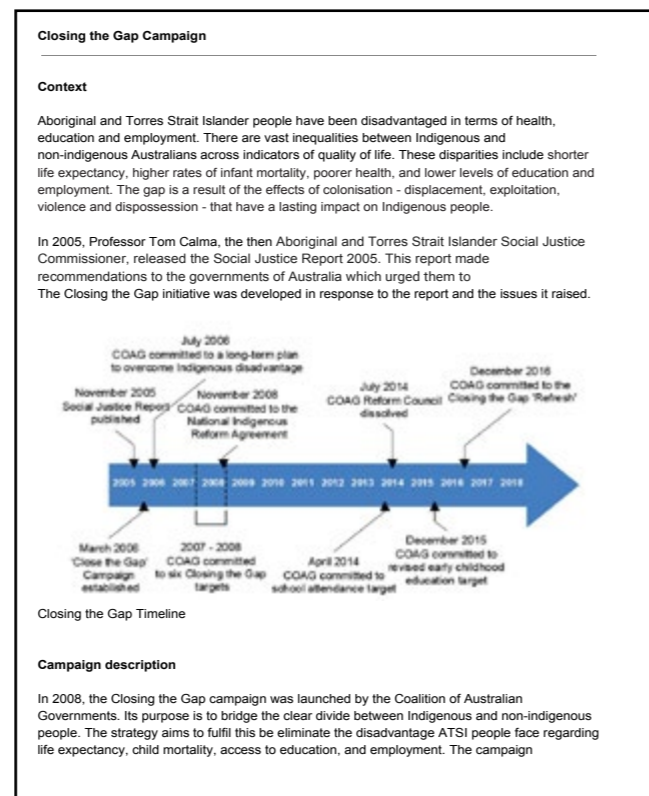 Closing the Gap Campaign
Context
Aboriginal and Torres Strait Islander people have been disadvantaged in terms of health,
education and employment. There are vast inequalities between Indigenous and
non-indigenous Australians across indicators of quality of life. These disparities include shorter
life expectancy, higher rates of infant mortality, poorer health, and lower levels of education and
employment. The gap is a result of the effects of colonisation - displacement, exploitation,
violence and dispossession - that have a lasting impact on Indigenous people.
In 2005, Professor Tom Calma, the then Aboriginal and Torres Strait Islander Social Justice
Commissioner, released the Social Justice Report 2005. This report made
recommendations to the governments of Australia which urged them to
The Closing the Gap initiative was developed in response to the report and the issues it raised.
July 2006
COAG committed to a long-term plan
to overcome Indigenous disadvantage
November 2005
Social Justice Report
published
November 2008
COAG committed to the
National Indigenous
Reform Agreement
July 2014
COAG Reform Council
dissolved
December 2016
COAG committed to the
Closing the Gap 'Refresh'
2005 2006 2007 2008 2009 2010 2011 2012 2013 2014 2015 2016 2017 2018
March 2006
'Close the Gap'
Campaign
established
2007 - 2008
COAG committed
to six Closing the Gap
targets
April 2014
COAG committed to
school attendance target
December 2015
COAG committed to
revised early childhood
education target
Closing the Gap Timeline
Campaign description
In 2008, the Closing the Gap campaign was launched by the Coalition of Australian
Governments. Its purpose is to bridge the clear divide between Indigenous and non-indigenous
people. The strategy aims to fulfil this be eliminate the disadvantage ATSI people face regarding
life expectancy, child mortality, access to education, and employment. The campaign